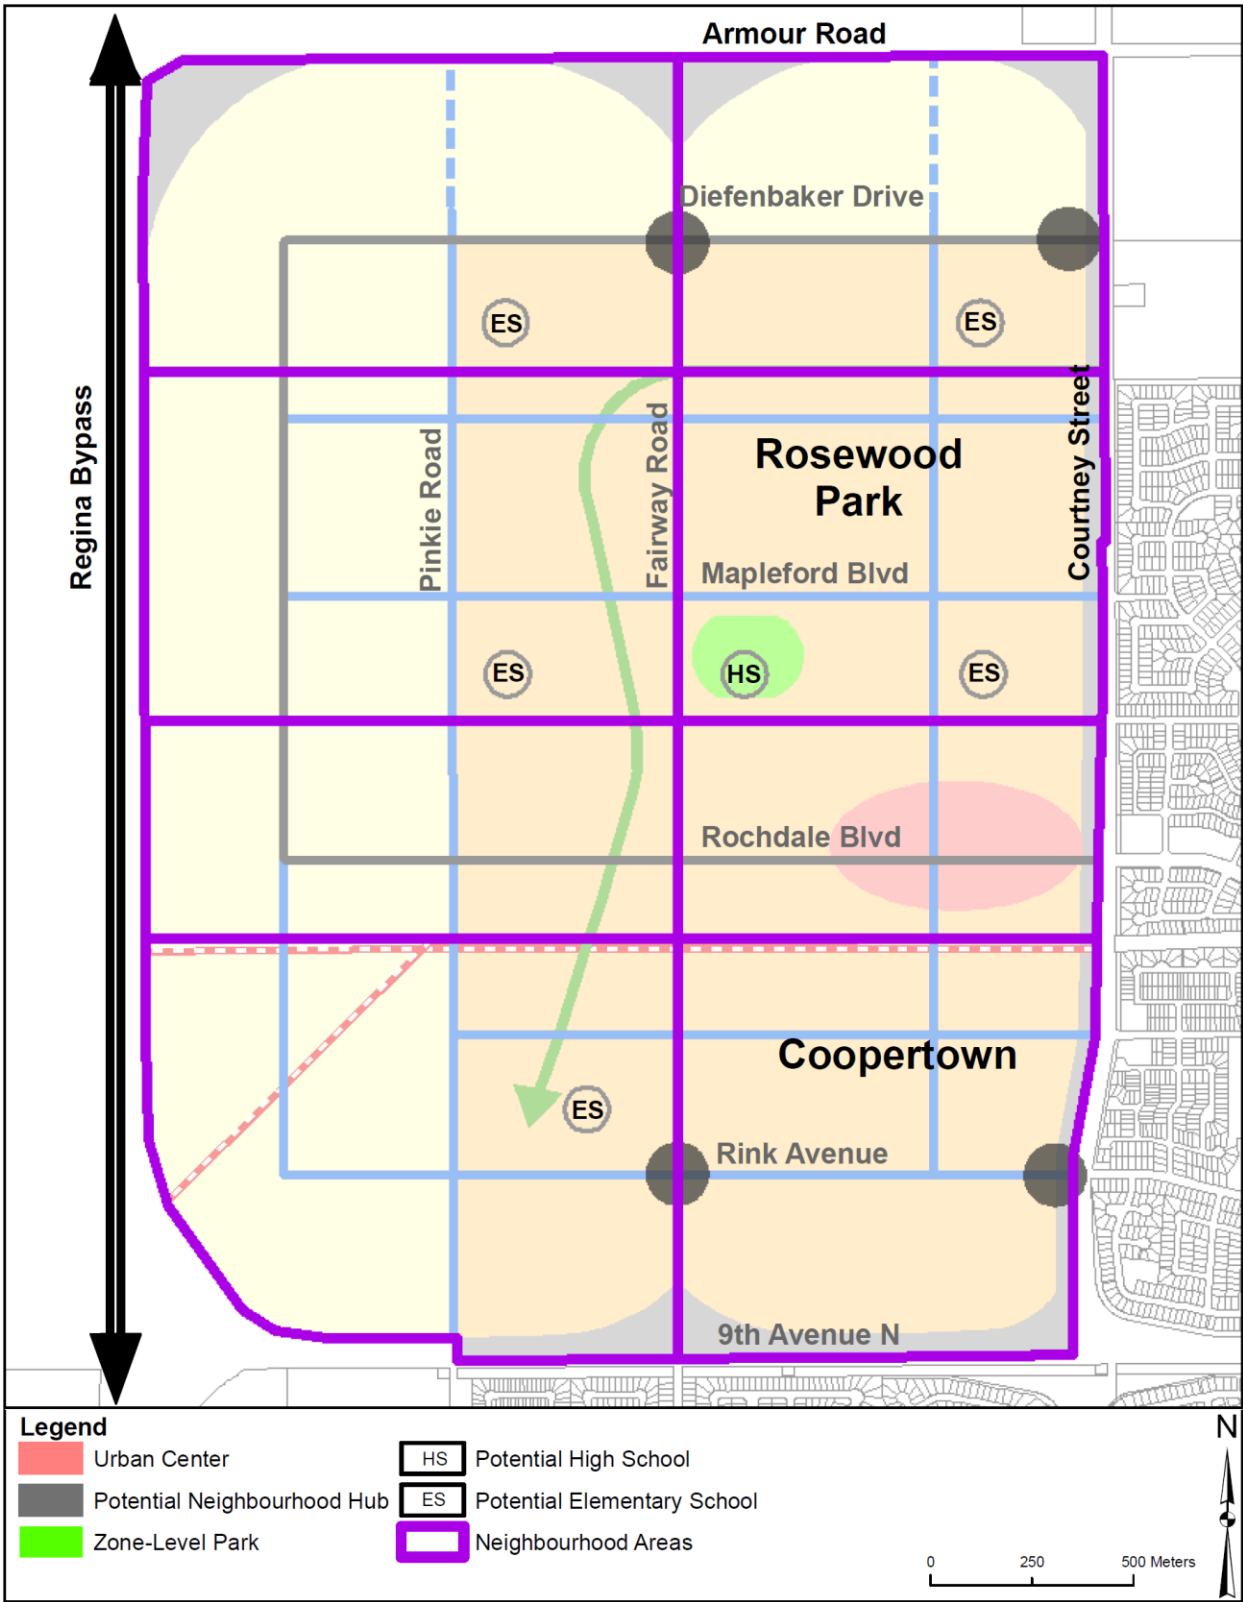 Armour Road
Diefenbaker Drive
ES
ES
Regina Bypass
Pinkie Road
Fairway Road
Courtney Street
Rosewood
Park
Mapleford Blvd
ES
HS
ES
Rochdale Blvd
Coopertown
ES
Rink Avenue
9th Avenue N
Legend
Urban Center
Potential Neighbourhood Hub
Zone-Level Park
HS Potential High School
ES Potential Elementary School
Neighbourhood Areas
N
0 250 500 Meters